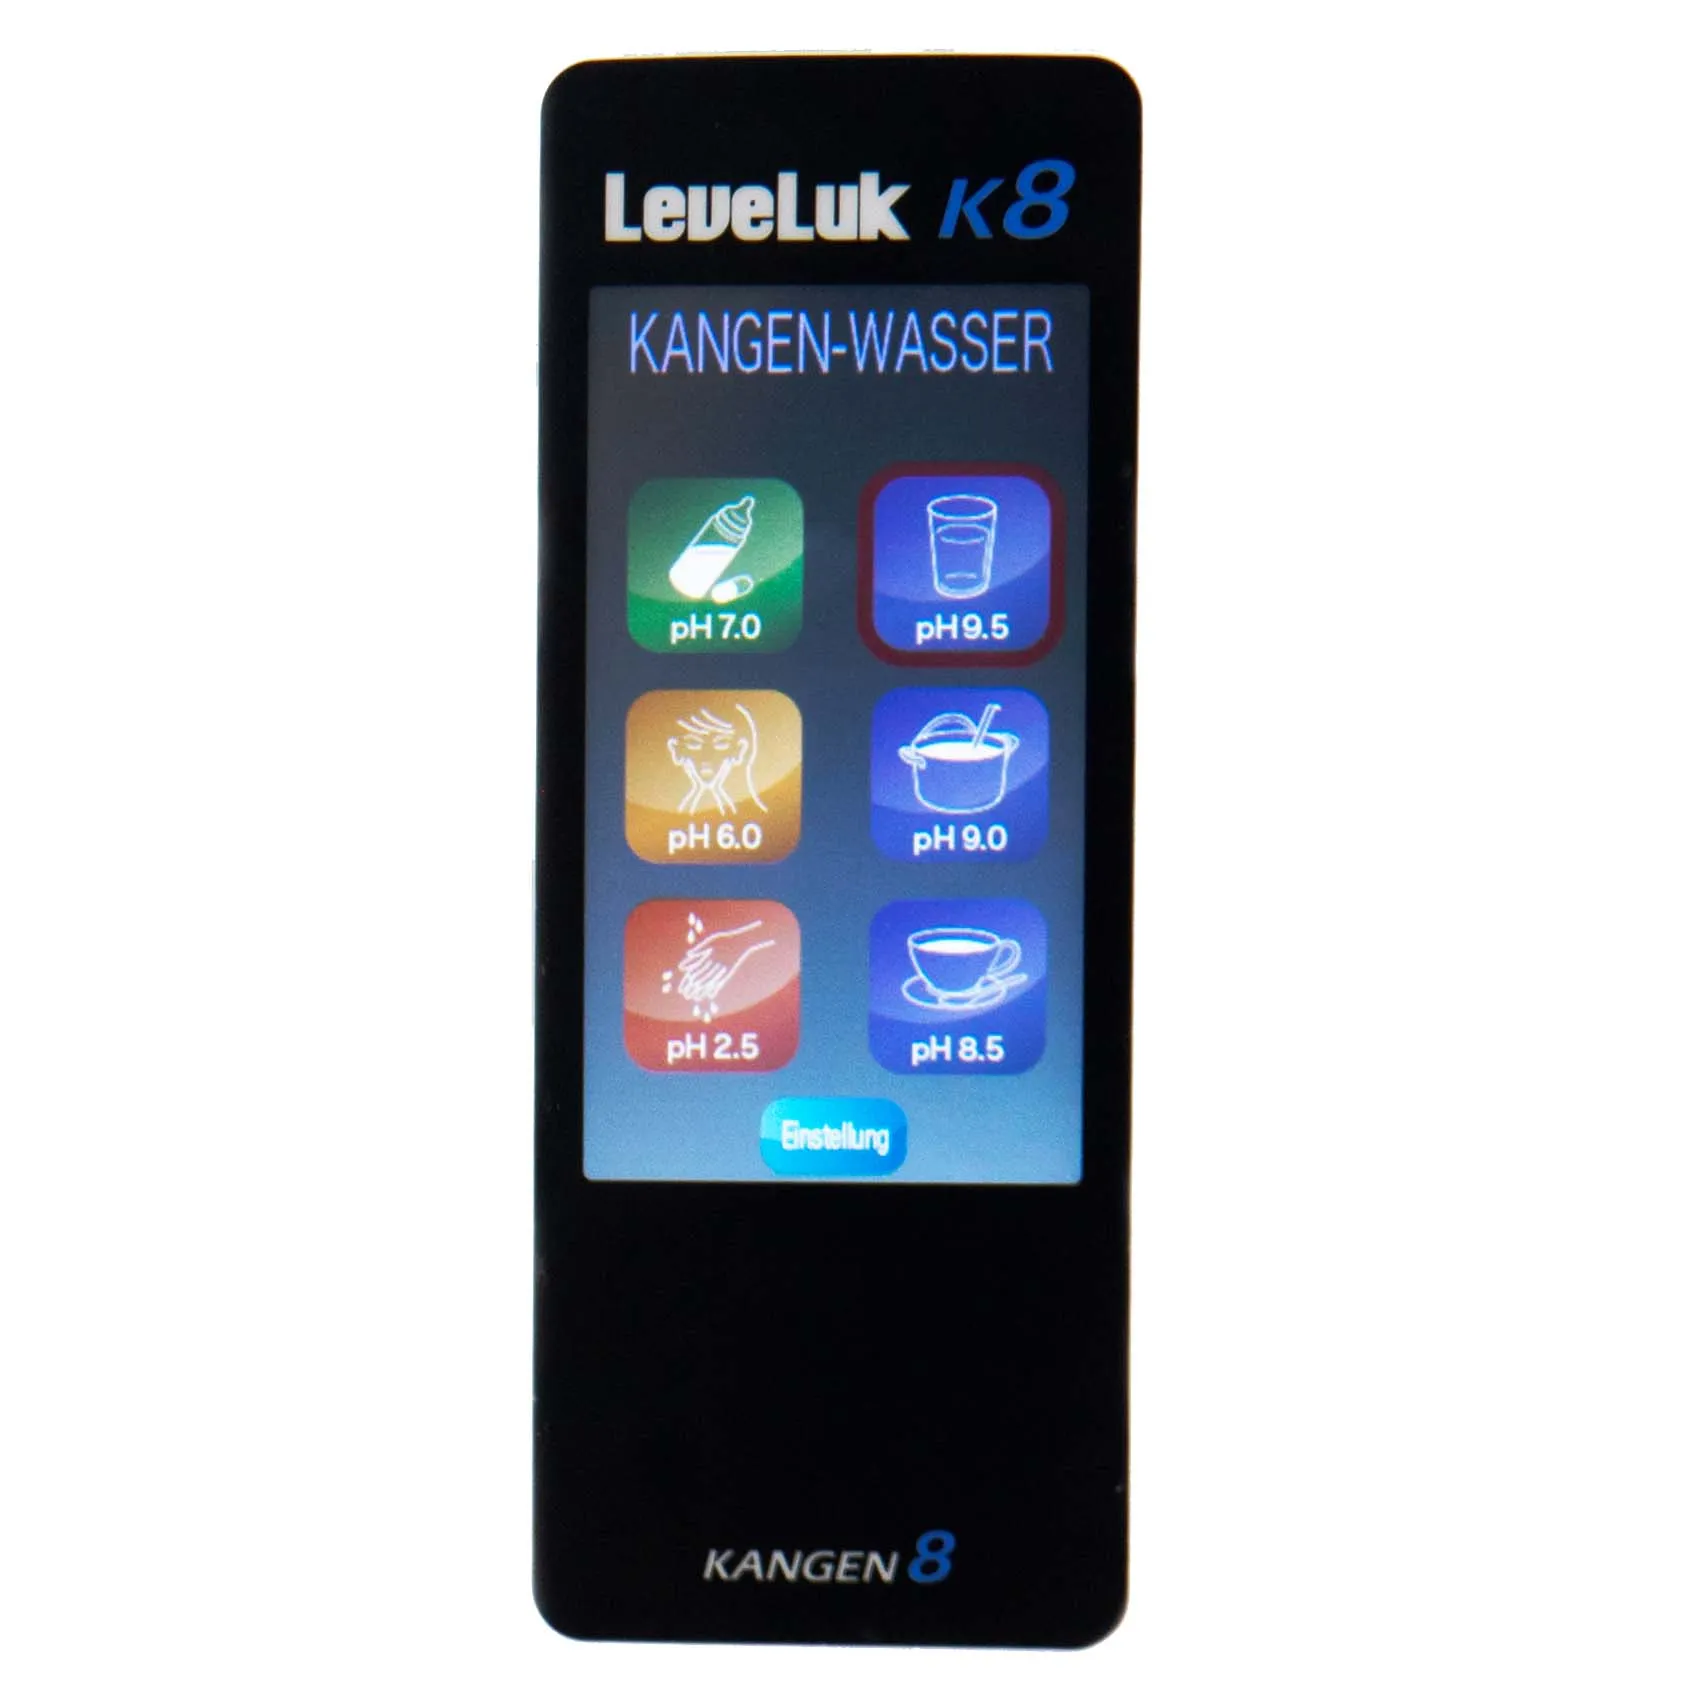 LeveLuk K8
KANGEN-WASSER
pH 7.0
pH 9.5
pH 6.0
pH 9.0
pH 2.5
pH 8.5
Einstellung
KANGEN 8